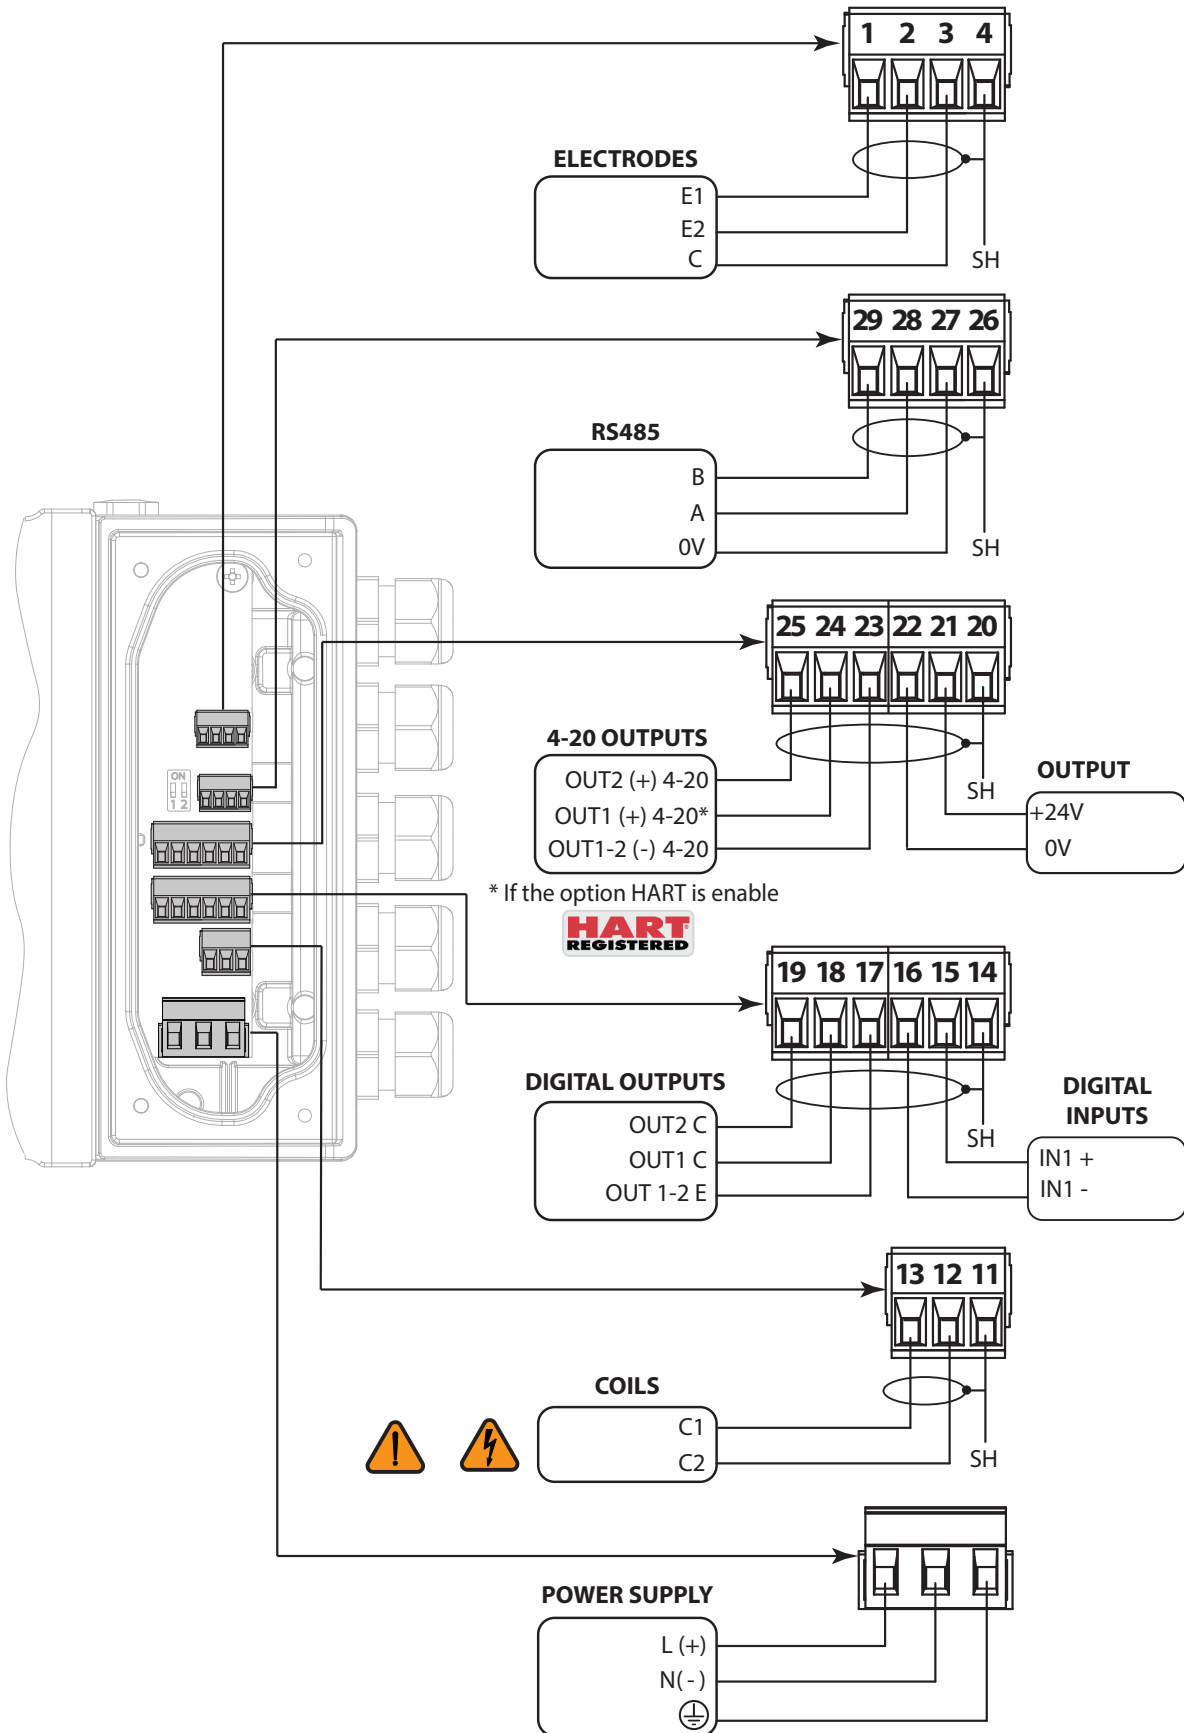 1 2 3 4
ELECTRODES
E1
E2
C
SH
29 28 27 26
RS485
B
A
0V
SH
ON
1 2
25 24 23 22 21 20
4-20 OUTPUTS
OUT2 (+) 4-20
OUT1 (+) 4-20*
OUT1-2 (-) 4-20
SH
OUTPUT
+24V
0V
* If the option HART is enable
HART
REGISTERED
19 18 17 16 15 14
DIGITAL OUTPUTS
OUT2 C
OUT1 C
OUT 1-2 E
SH
DIGITAL
INPUTS
IN1 +
IN1 -
13 12 11
COILS
C1
C2
SH
POWER SUPPLY
L (+)
N( - )